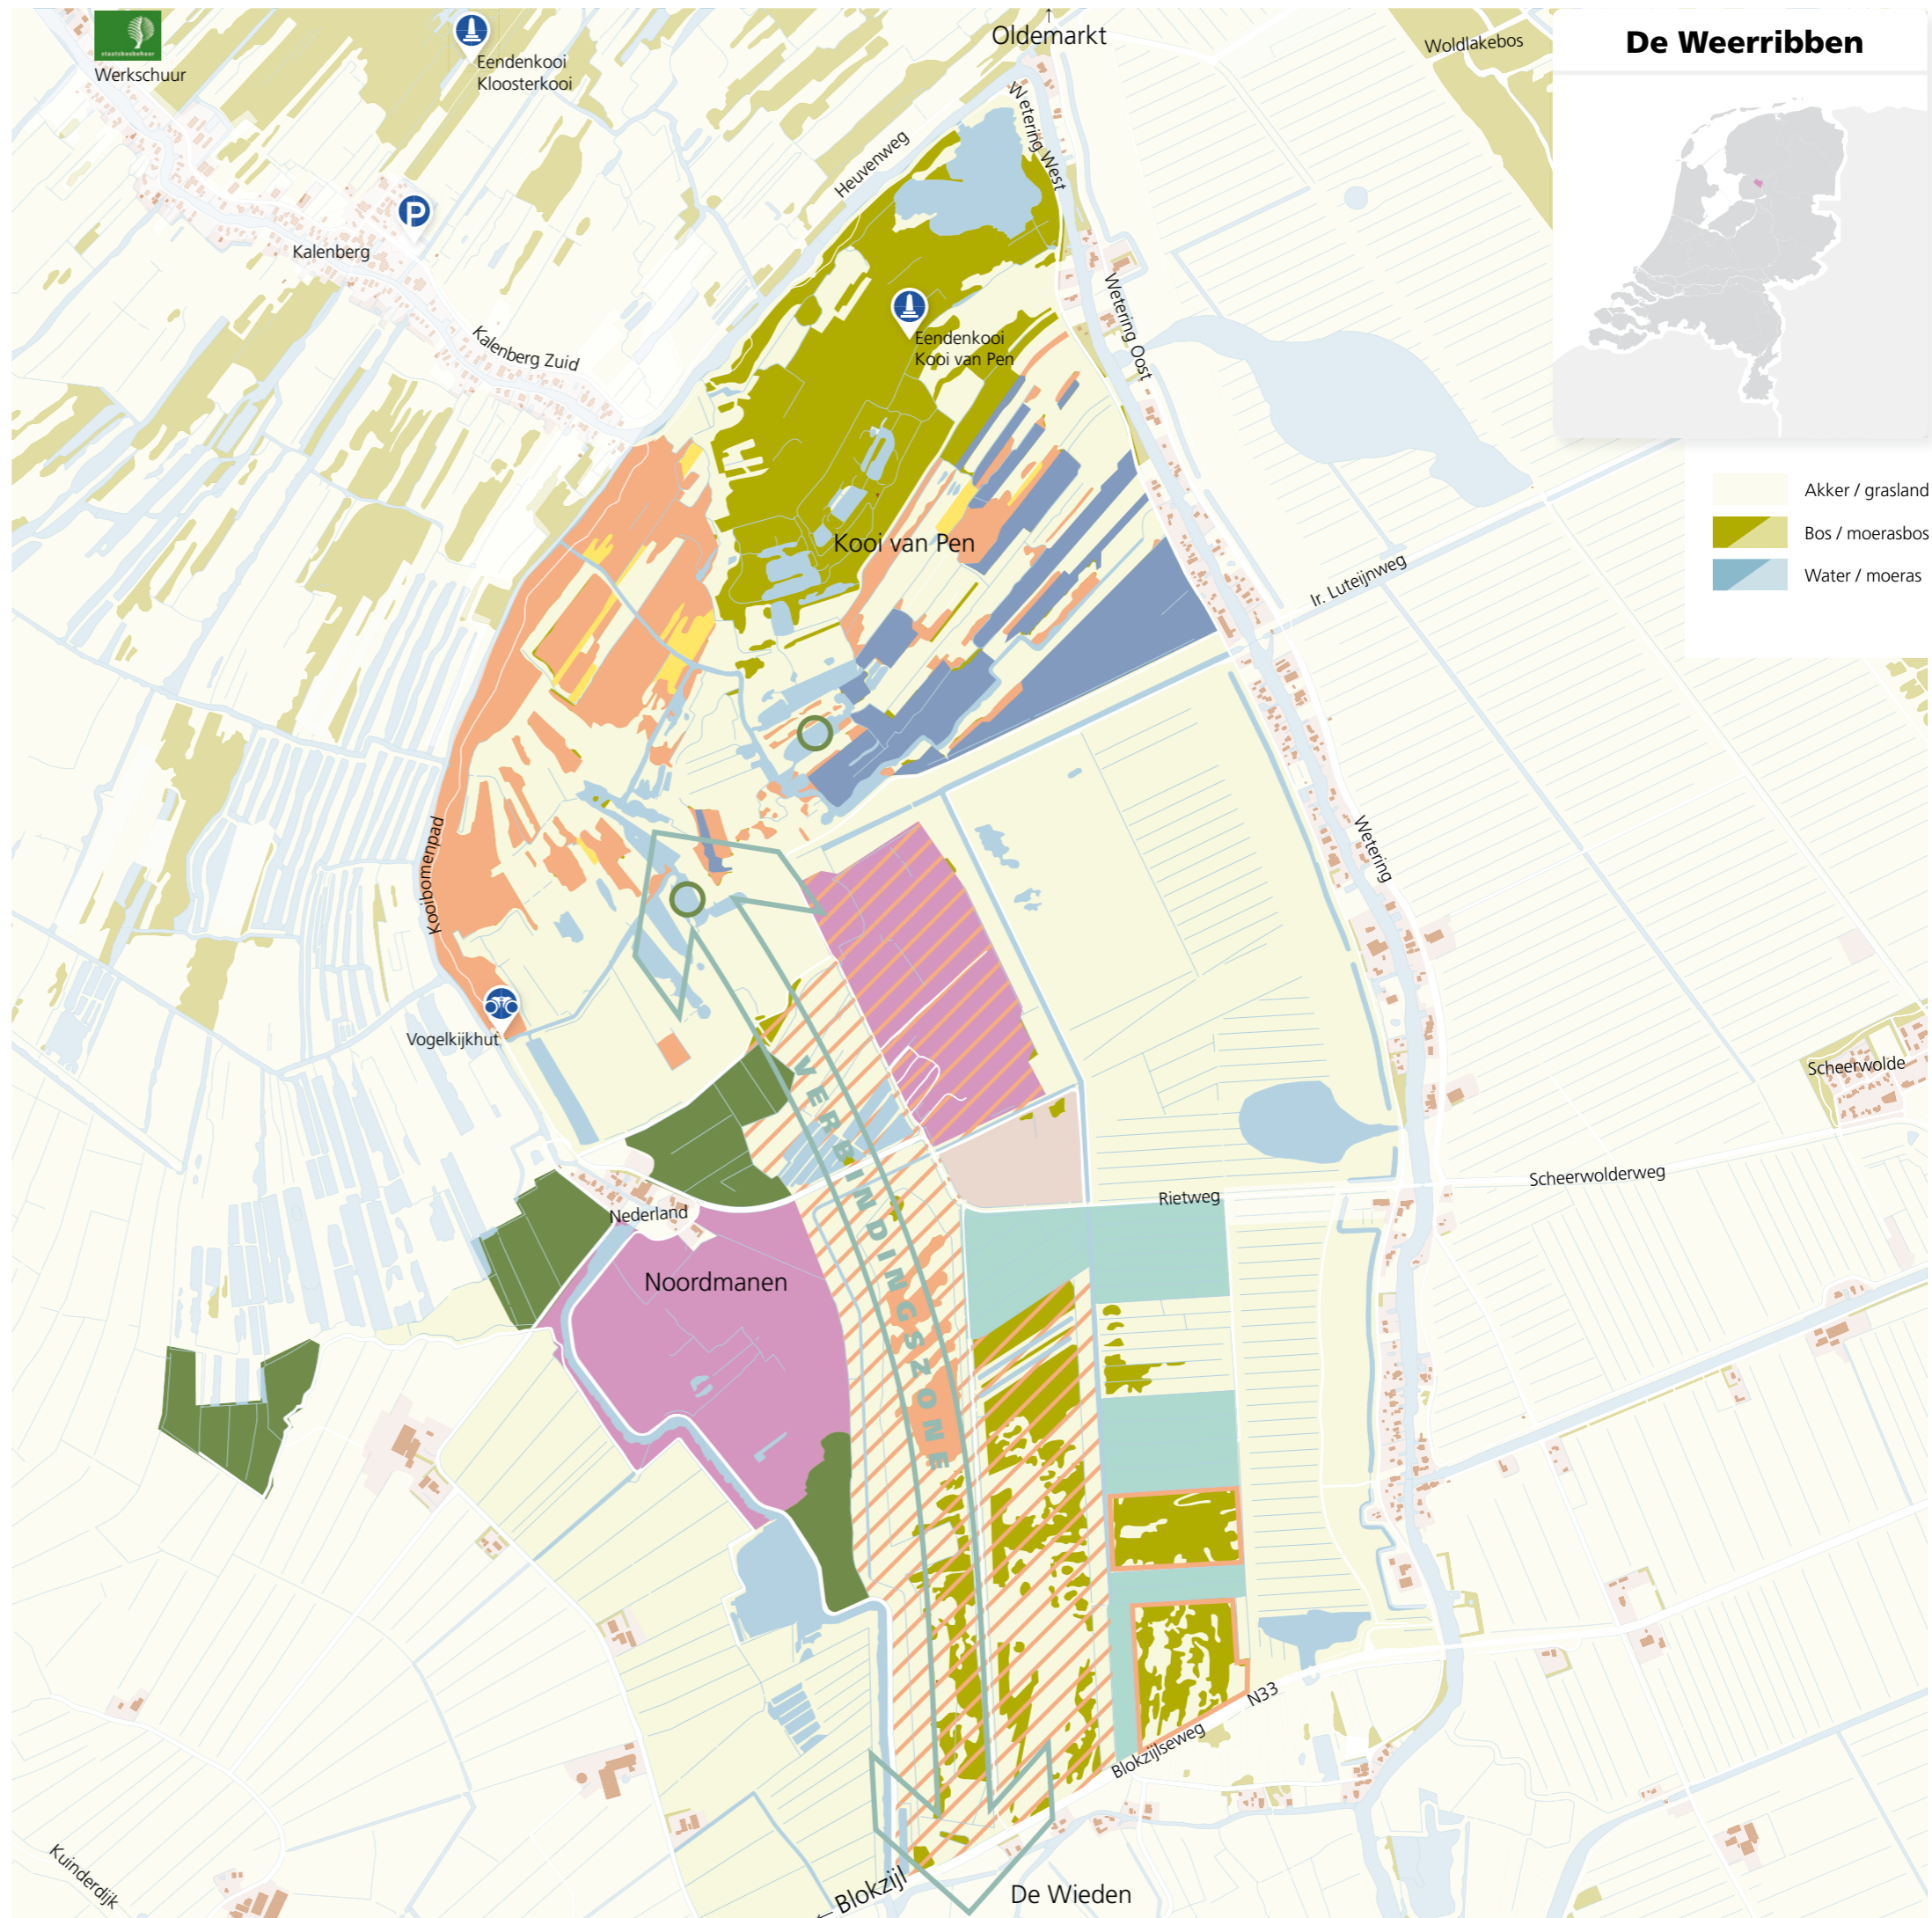 staatsbosbeheer
Werkschuur
Eendenkooi
Kloosterkooi
↑
Oldemarkt
Woldlakebos
De Weerribben
Heuvenweg
Wetering West
P
Kalenberg
Kalenberg Zuid
Wetering Oost
Eendenkooi
Kooi van Pen
Akker / grasland
Bos / moerasbos
Water / moeras
Kooi van Pen
Ir. Luteijnweg
Kooibomenpad
Wetering
Vogelkijkhut
Scheerwolde
VERBINDINGSZONE
Scheerwolderweg
Rietweg
Nederland
Noordmanen
N33
Blokzijlseweg
Kuinderdijk
← Blokzijl
De Wieden